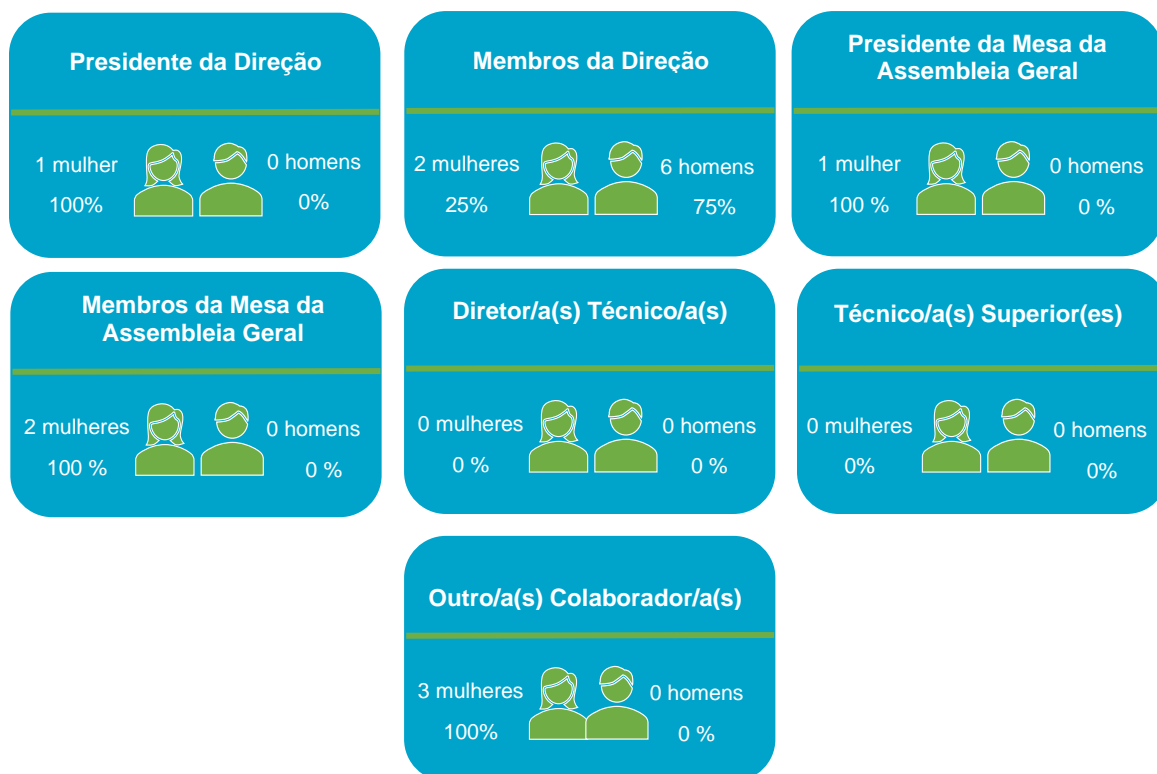 Presidente da Direção
1 mulher
100%
0 homens
0%
Membros da Direção
2 mulheres
25%
6 homens
75%
Presidente da Mesa da
Assembleia Geral
1 mulher
100 %
0 homens
0 %
Membros da Mesa da
Assembleia Geral
2 mulheres
100 %
0 homens
0 %
Diretor/a(s) Técnico/a(s)
0 mulheres
0 %
0 homens
0 %
Técnico/a(s) Superior(es)
0 mulheres
0%
0 homens
0%
Outro/a(s) Colaborador/a(s)
3 mulheres
100%
0 homens
0 %